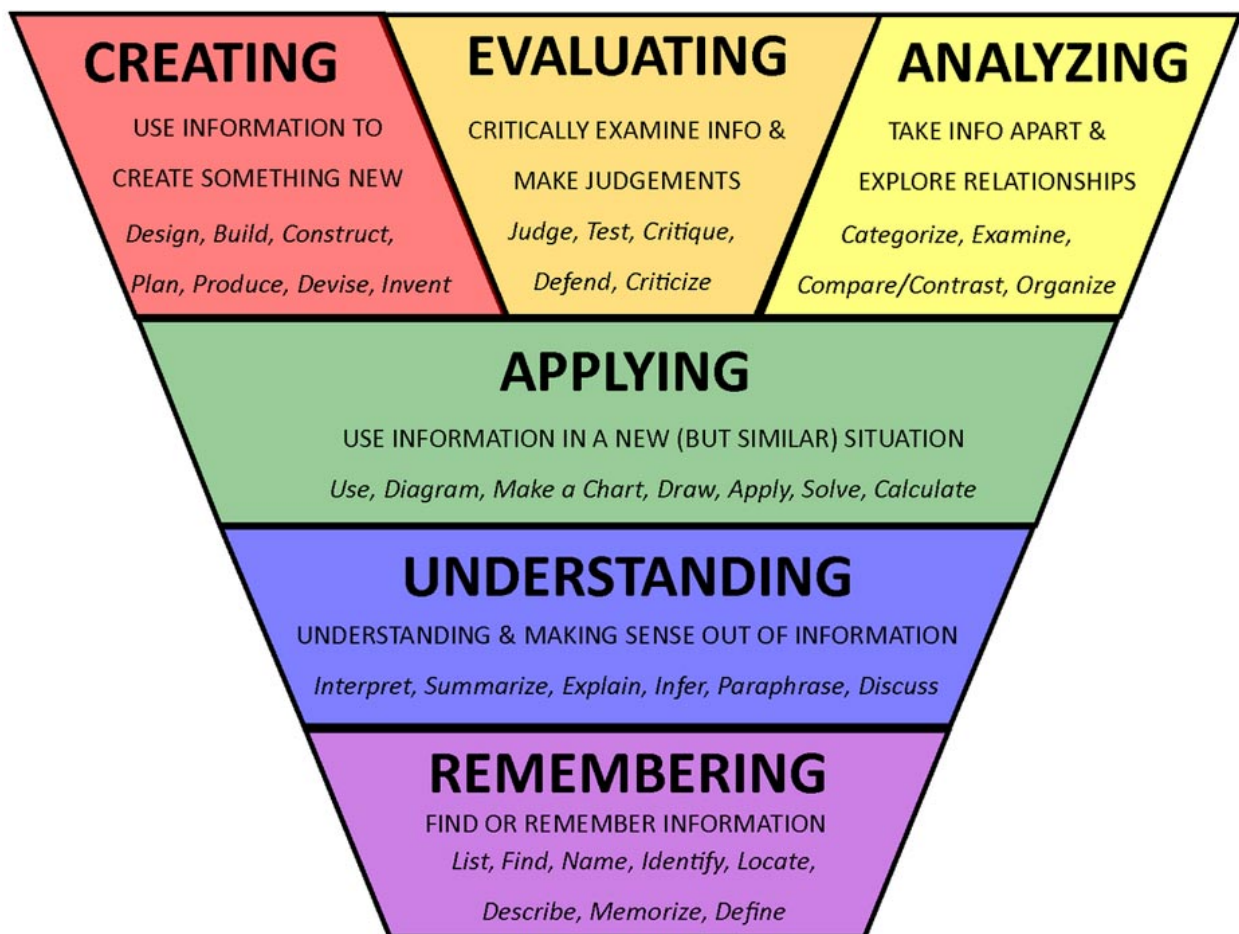 CREATING
USE INFORMATION TO
CREATE SOMETHING NEW
Design, Build, Construct,
Plan, Produce, Devise, Invent
EVALUATING
CRITICALLY EXAMINE INFO &
MAKE JUDGEMENTS
Judge, Test, Critique,
Defend, Criticize
ANALYZING
TAKE INFO APART &
EXPLORE RELATIONSHIPS
Categorize, Examine,
Compare/Contrast, Organize
APPLYING
USE INFORMATION IN A NEW (BUT SIMILAR) SITUATION
Use, Diagram, Make a Chart, Draw, Apply, Solve, Calculate
UNDERSTANDING
UNDERSTANDING & MAKING SENSE OUT OF INFORMATION
Interpret, Summarize, Explain, Infer, Paraphrase, Discuss
REMEMBERING
FIND OR REMEMBER INFORMATION
List, Find, Name, Identify, Locate,
Describe, Memorize, Define